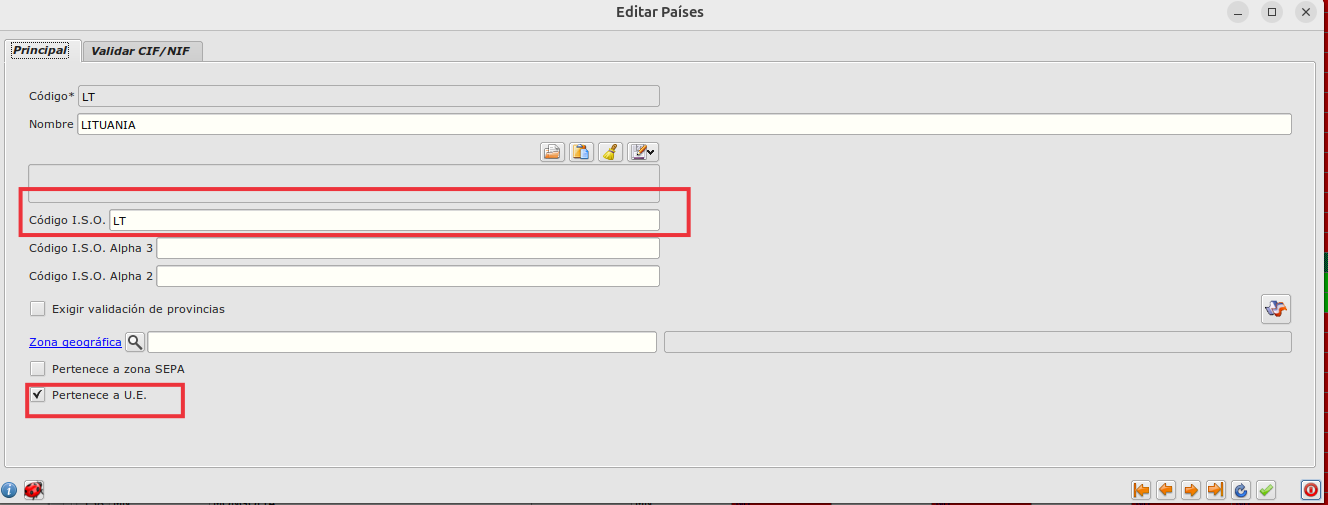 Editar Países
Principal
Validar CIF/NIF
Código* LT
Nombre LITUANIA
Código I.S.O. LT
Código I.S.O. Alpha 3
Código I.S.O. Alpha 2
Exigir validación de provincias
Zona geográfica
Pertenece a zona SEPA
Pertenece a U.E.